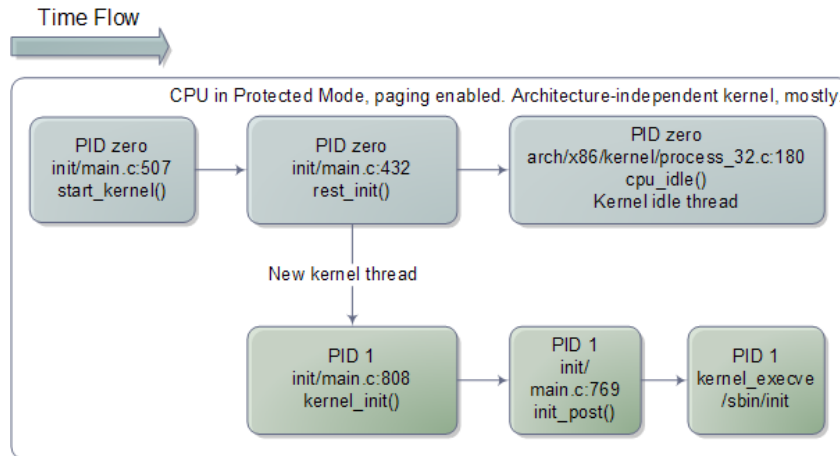 Time Flow
CPU in Protected Mode, paging enabled. Architecture-independent kernel, mostly
PID zero
init/main.c:507
start_kernel()
PID zero
init/main.c:432
rest_init()
PID zero
arch/x86/kernel/process_32.c:180
cpu_idle()
Kernel idle thread
New kernel thread
PID 1
init/main.c:808
kernel_init()
PID 1
init/
main.c:769
init_post()
PID 1
kernel_execve
/sbin/init